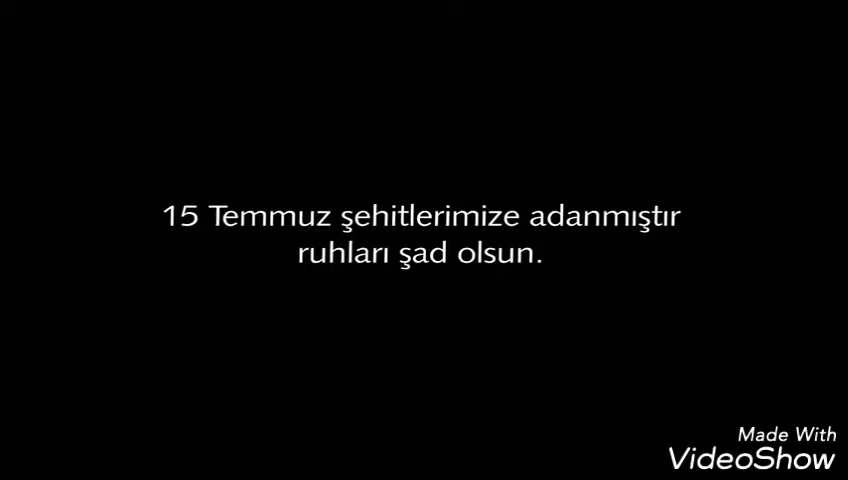 15 Temmuz şehitlerimize adanmıştır
ruhları şad olsun.
Made With
VideoShow